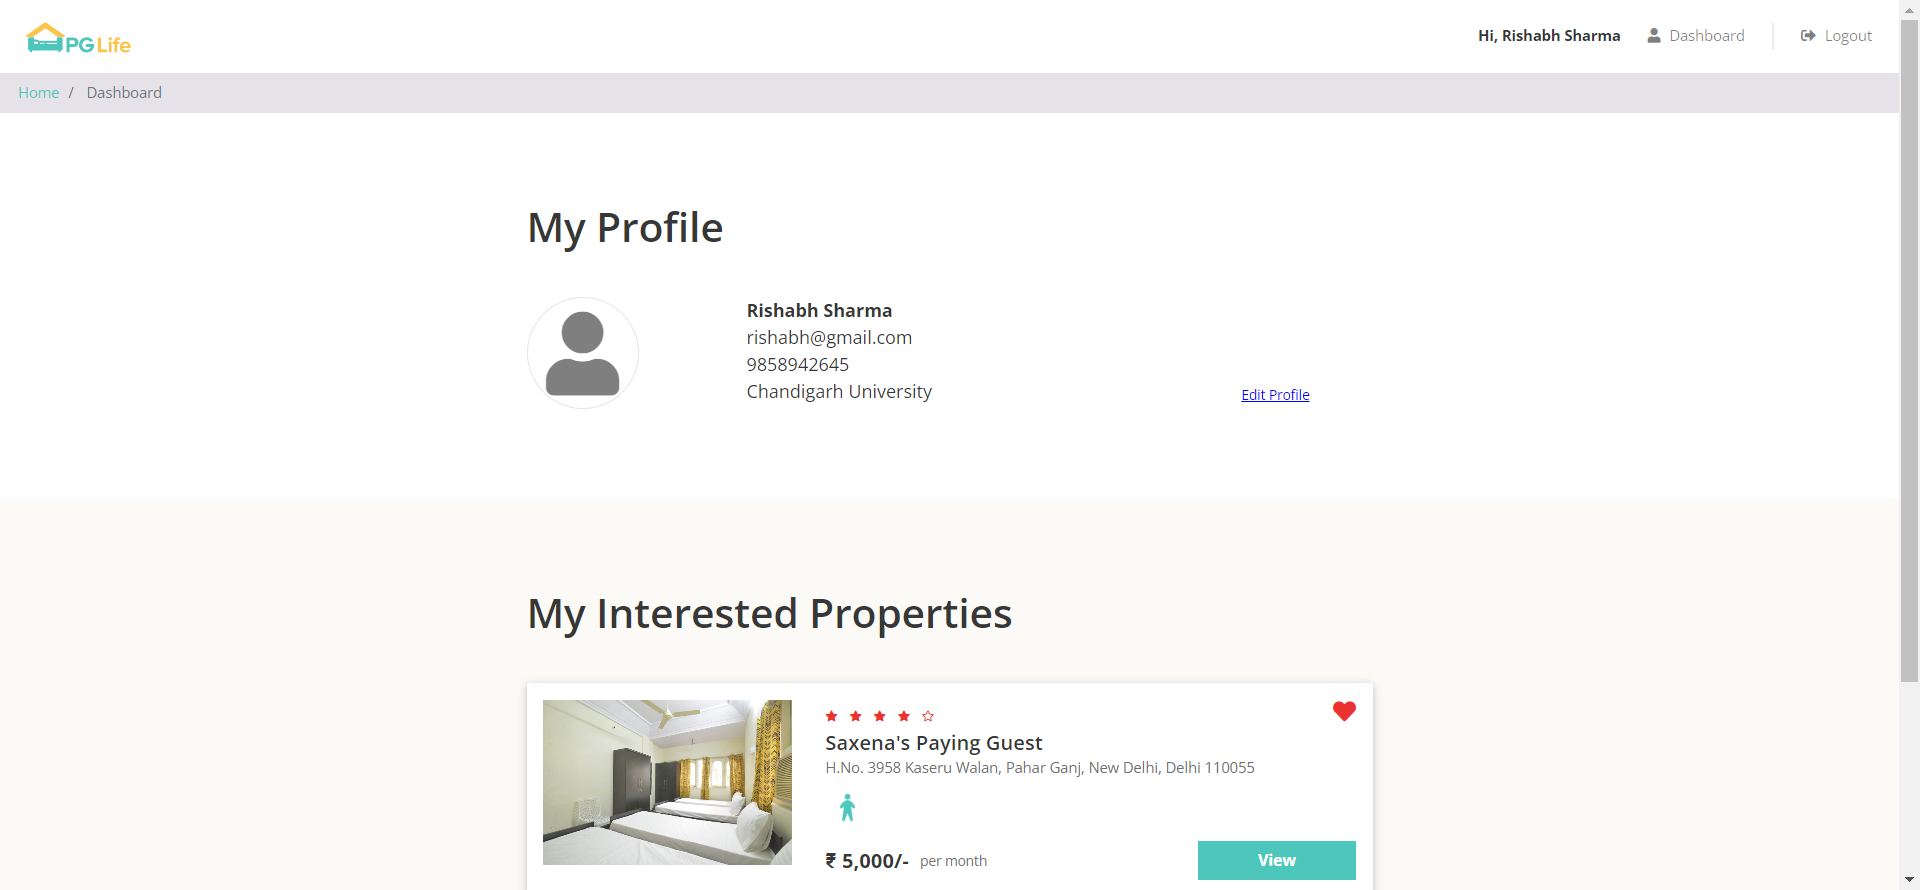 PG Life
Hi, Rishabh Sharma
Dashboard
Logout
Home / Dashboard
My Profile
Rishabh Sharma
rishabh@gmail.com
9858942645
Chandigarh University
Edit Profile
My Interested Properties
Saxena's Paying Guest
H.No. 3958 Kaseru Walan, Pahar Ganj, New Delhi, Delhi 110055
₹ 5,000/- per month
View